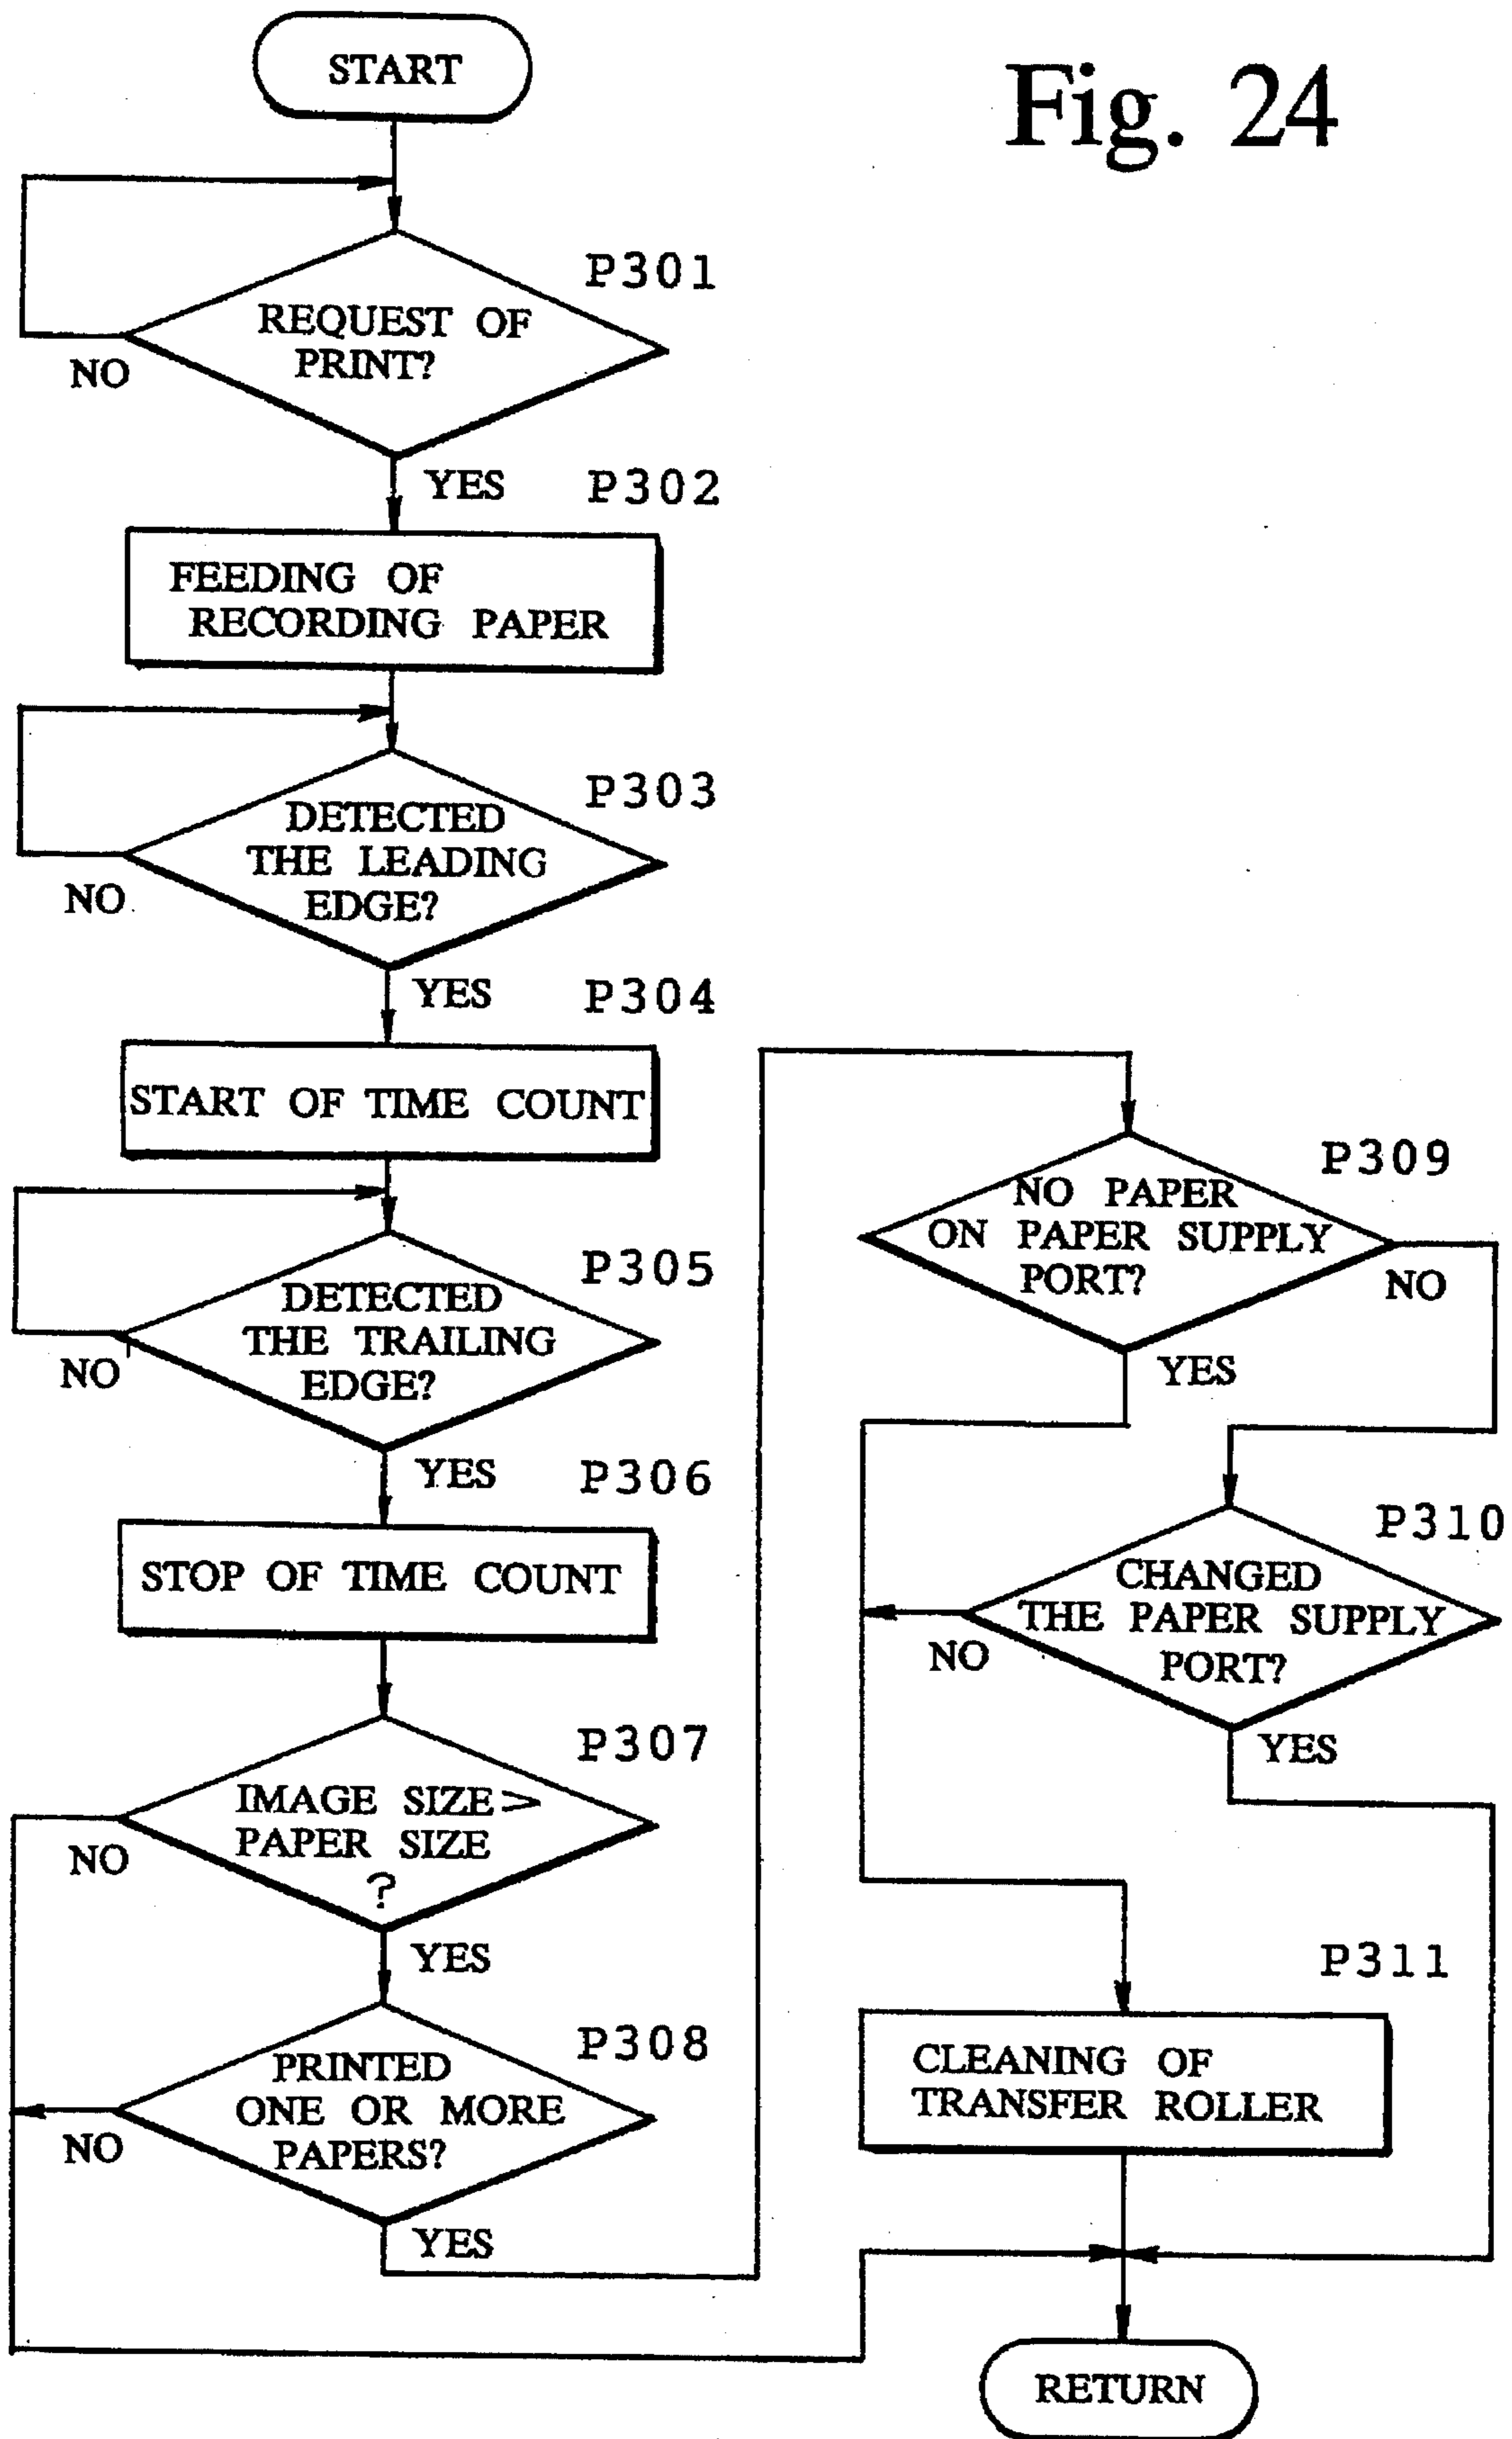 Fig. 24
START
P301
REQUEST OF
PRINT?
NO
YES
P302
FEEDING OF
RECORDING PAPER
P303
DETECTED
THE LEADING
EDGE?
NO
YES
P304
START OF TIME COUNT
P305
DETECTED
THE TRAILING
EDGE?
NO
YES
P306
STOP OF TIME COUNT
P307
IMAGE SIZE >
PAPER SIZE
?
NO
YES
P308
PRINTED
ONE OR MORE
PAPERS?
NO
YES
P309
NO PAPER
ON PAPER SUPPLY
PORT?
NO
YES
P310
CHANGED
THE PAPER SUPPLY
PORT?
NO
YES
P311
CLEANING OF
TRANSFER ROLLER
RETURN